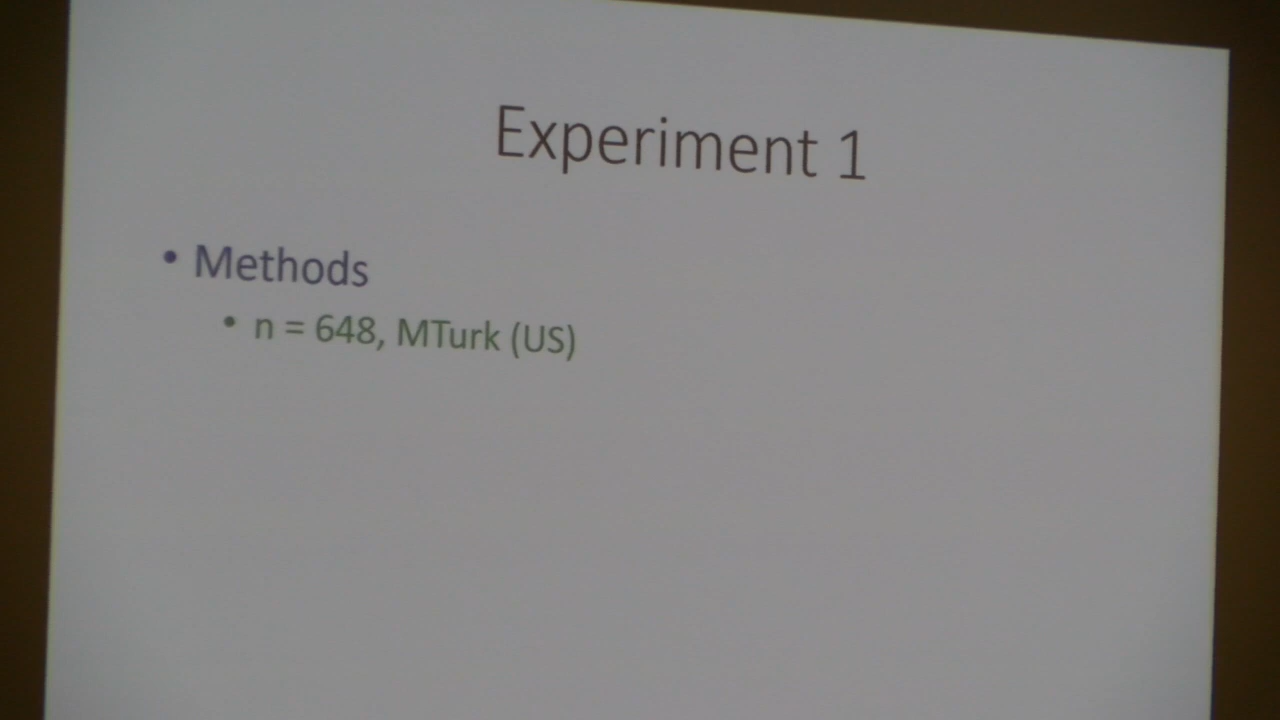 Experiment 1
• Methods
• n = 648, MTurk (US)